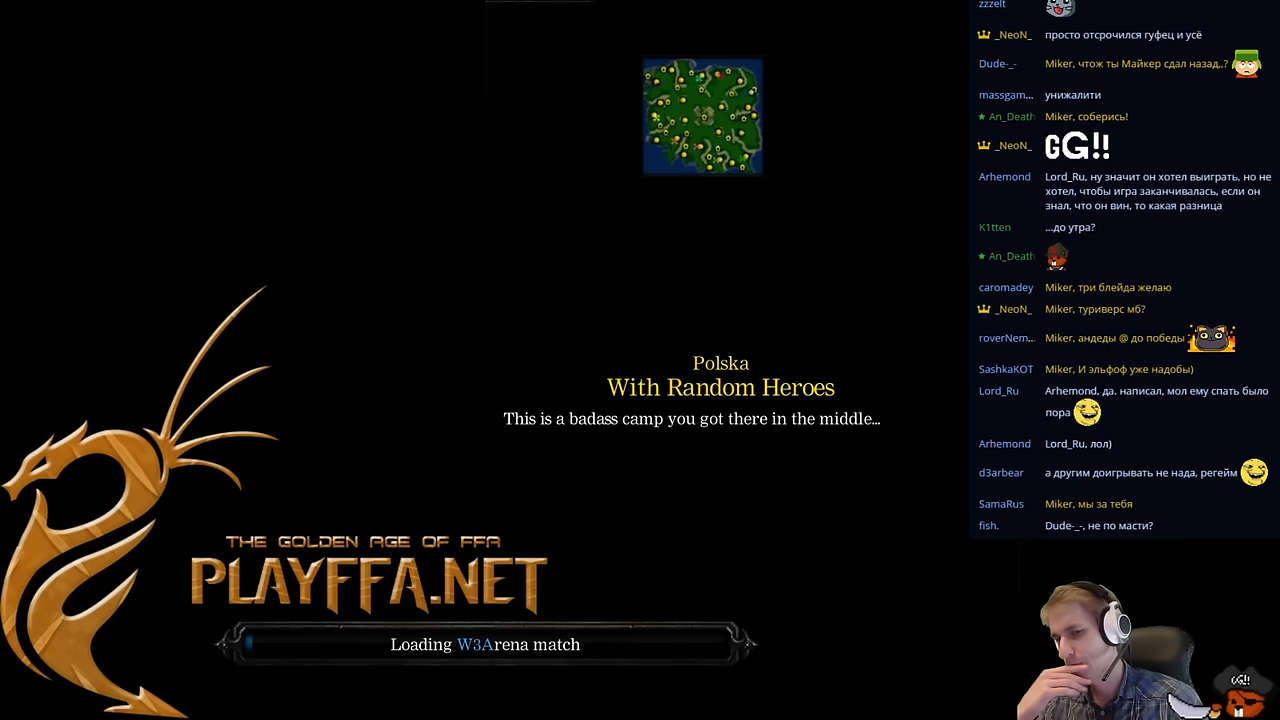 zzzelt
_NeoN_ просто отсрочился гуфец и усё
Dude-_- Miker, чтож ты Майкер сдал назад,,?
massgam... унижалити
★ An_Death Miker, соберись!
_NeoN_ GG!!
Arhemond Lord_Ru, ну значит он хотел выиграть, но не
хотел, чтобы игра заканчивалась, если он
знал, что он вин, то какая разница
K1tten ...до утра?
★ An_Death
caromadey Miker, три блейда желаю
_NeoN_ Miker, туриверс мб?
roverNem... Miker, андеды @ до победы
SashkaKOT Miker, И эльфоф уже надобы)
Lord_Ru Arhemond, да. написал, мол ему спать было
пора
Arhemond Lord_Ru, лол)
d3arbear а другим доигрывать не нада, регейм
SamaRus Miker, мы за тебя
fish. Dude-_-, не по масти?
Polska
With Random Heroes
This is a badass camp you got there in the middle...
THE GOLDEN AGE OF FFA
PLAYFFA.NET
Loading W3Arena match
GG!!